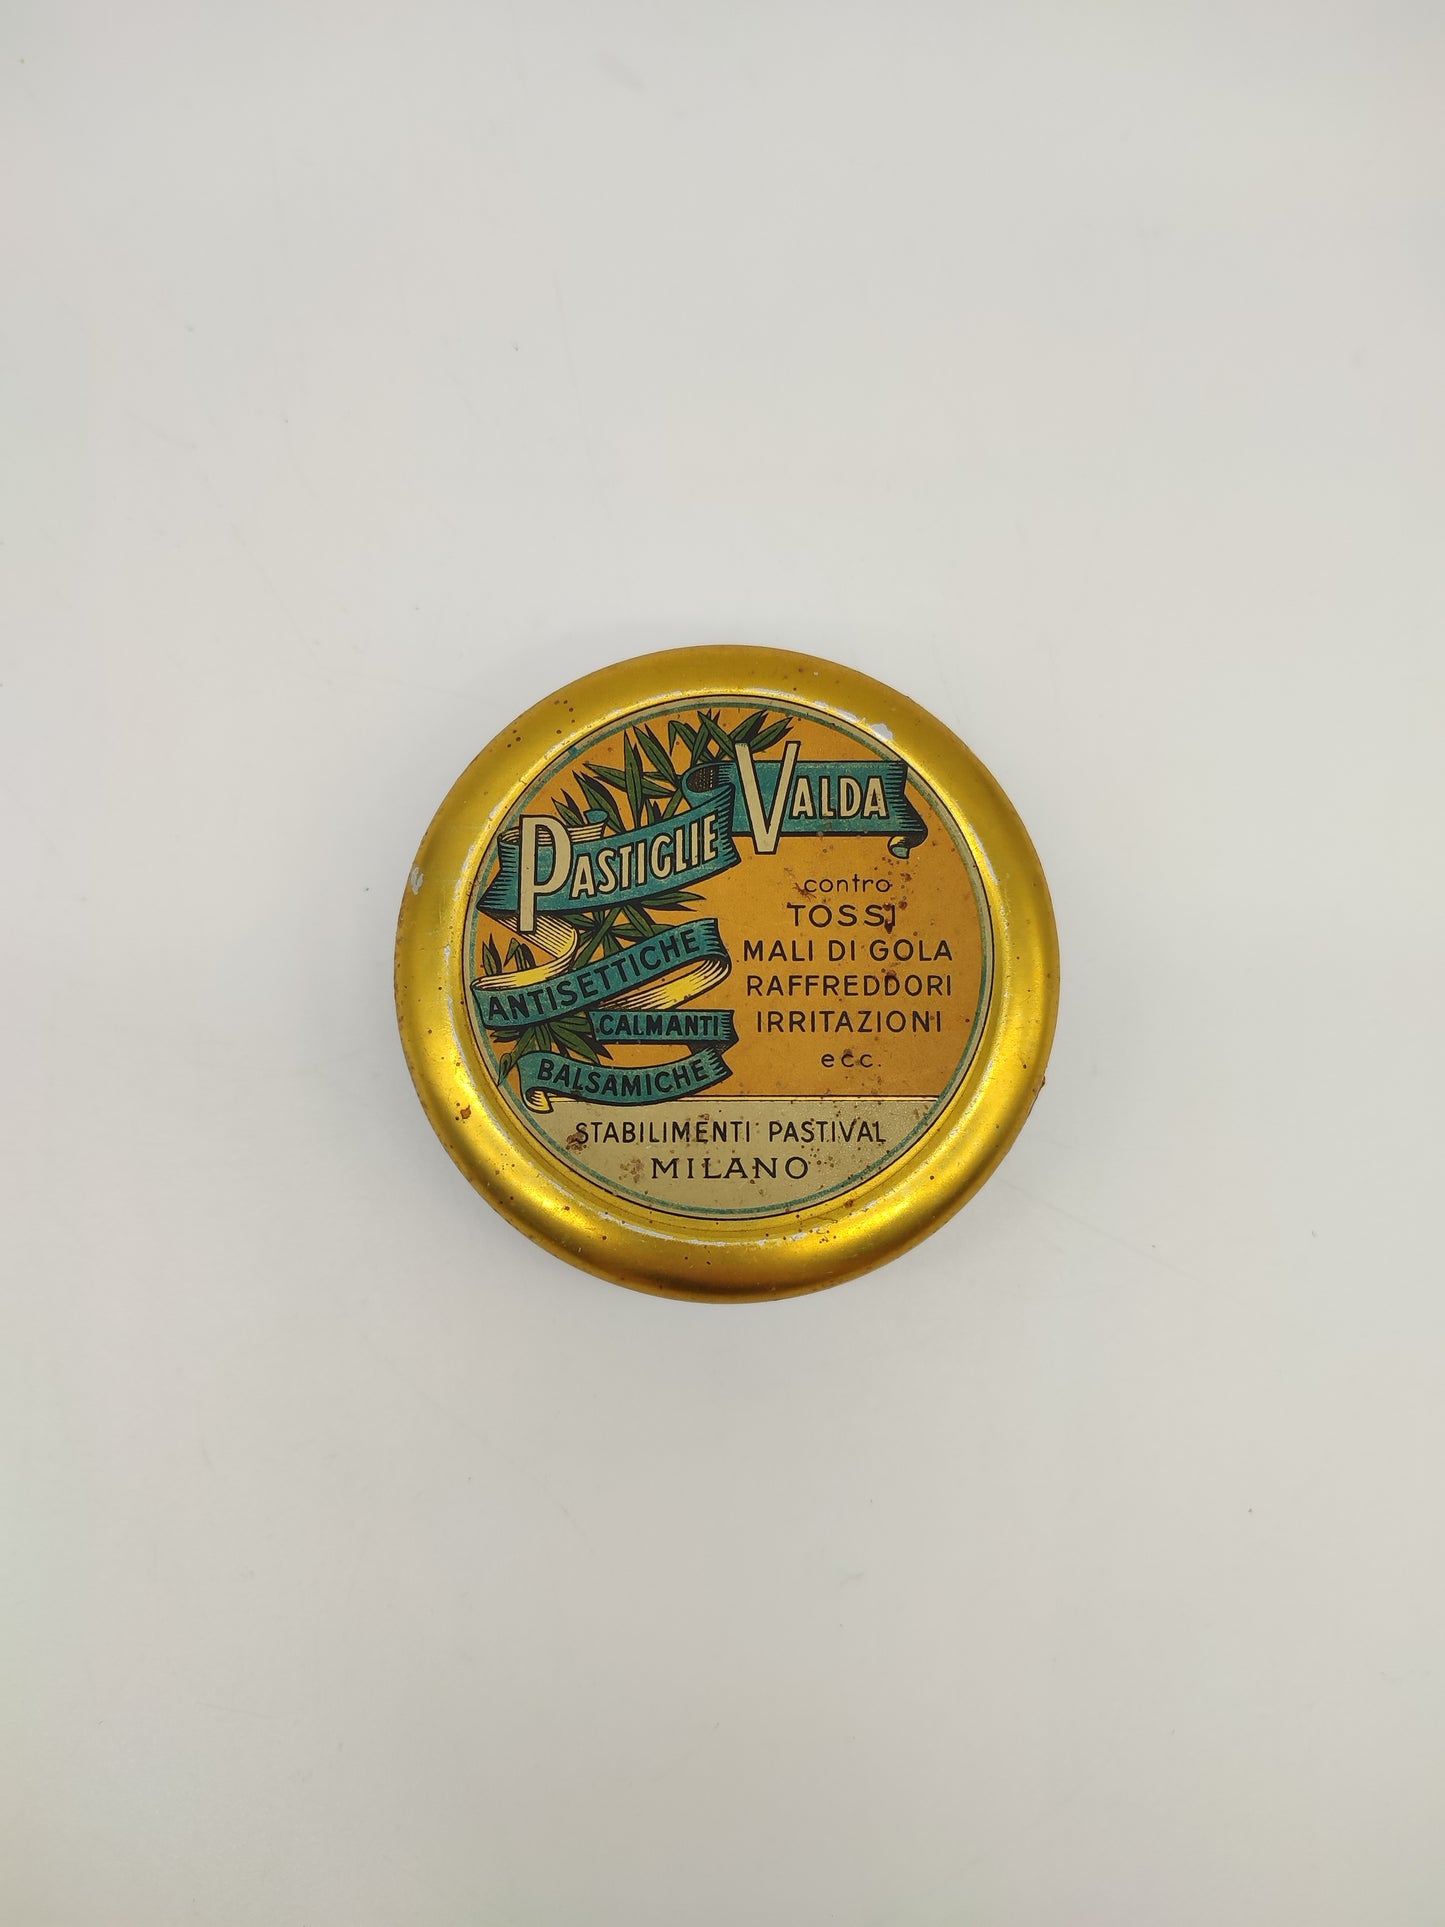 PASTIGLIE VALDA
ANTISETTICHE
CALMANTI
BALSAMICHE
contro
TOSSI
MALI DI GOLA
RAFFREDDORI
IRRITAZIONI
ecc.
STABILIMENTI PASTIVAL
MILANO